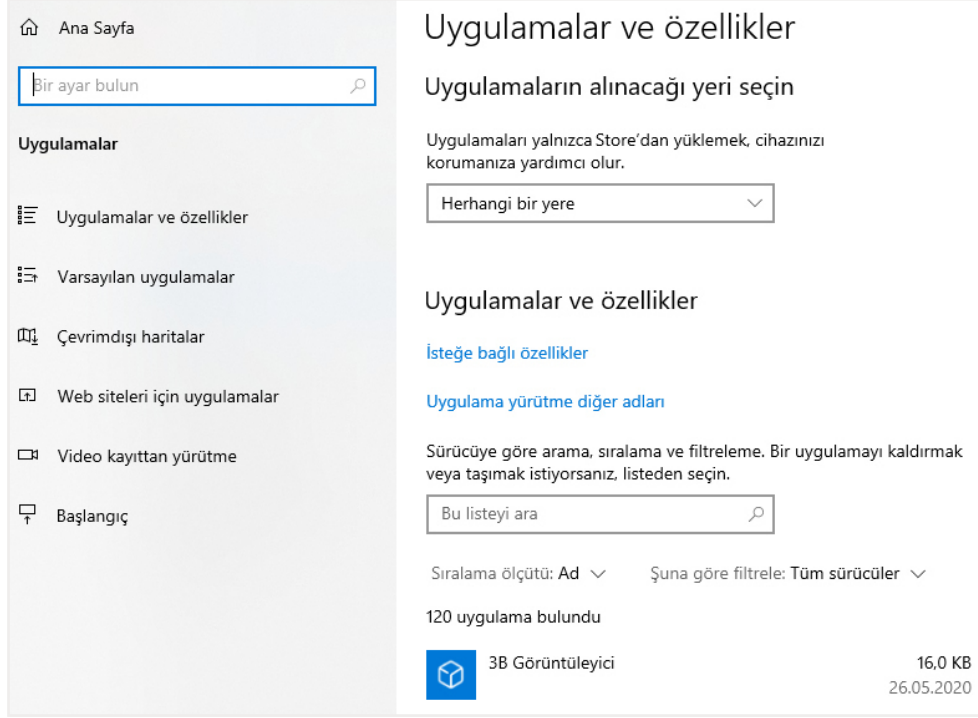 Ana Sayfa
Bir ayar bulun
Uygulamalar
Uygulamalar ve özellikler
Varsayılan uygulamalar
Çevrimdışı haritalar
Web siteleri için uygulamalar
Video kayıttan yürütme
Başlangıç
Uygulamalar ve özellikler
Uygulamaların alınacağı yeri seçin
Uygulamaları yalnızca Store'dan yüklemek, cihazınızı
korumanıza yardımcı olur.
Herhangi bir yere
Uygulamalar ve özellikler
İsteğe bağlı özellikler
Uygulama yürütme diğer adları
Sürücüye göre arama, sıralama ve filtreleme. Bir uygulamayı kaldırmak
veya taşımak istiyorsanız, listeden seçin.
Bu listeyi ara
Sıralama ölçütü: Ad Şuna göre filtrele: Tüm sürücüler
120 uygulama bulundu
3B Görüntüleyici 16,0 KB
26.05.2020